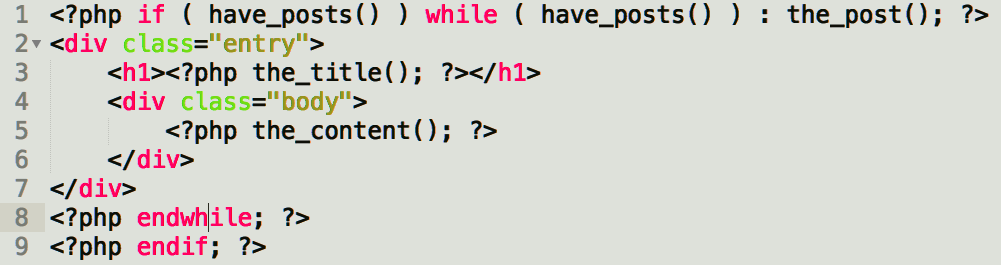 1 <?php if ( have_posts() ) while ( have_posts() ) : the_post(); ?>
2 <div class="entry">
3     <h1><?php the_title(); ?></h1>
4     <div class="body">
5         <?php the_content(); ?>
6     </div>
7 </div>
8 <?php endwhile; ?>
9 <?php endif; ?>